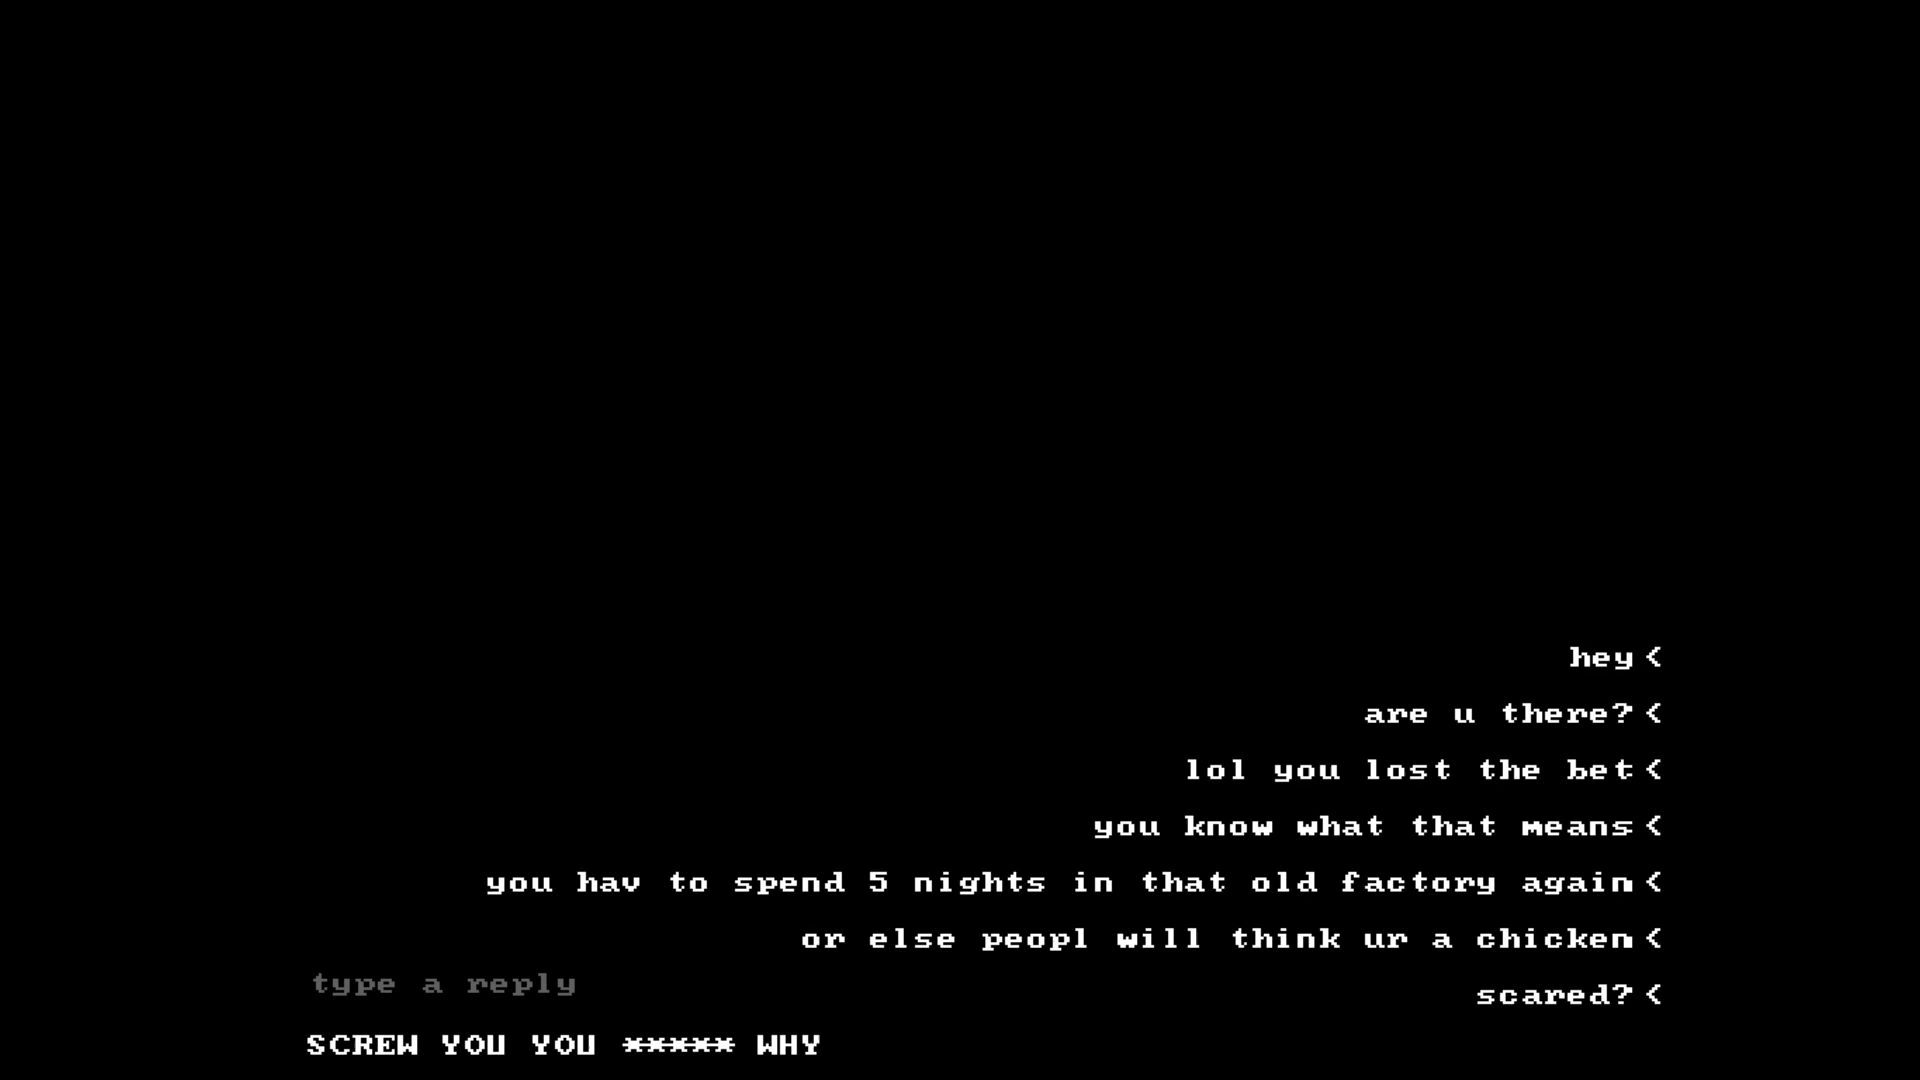 hey <
are u there? <
lol you lost the bet <
you know what that means <
you hav to spend 5 nights in that old factory again <
or else peopl will think ur a chicken <
type a reply
scared? <
SCREW YOU YOU ***** WHY